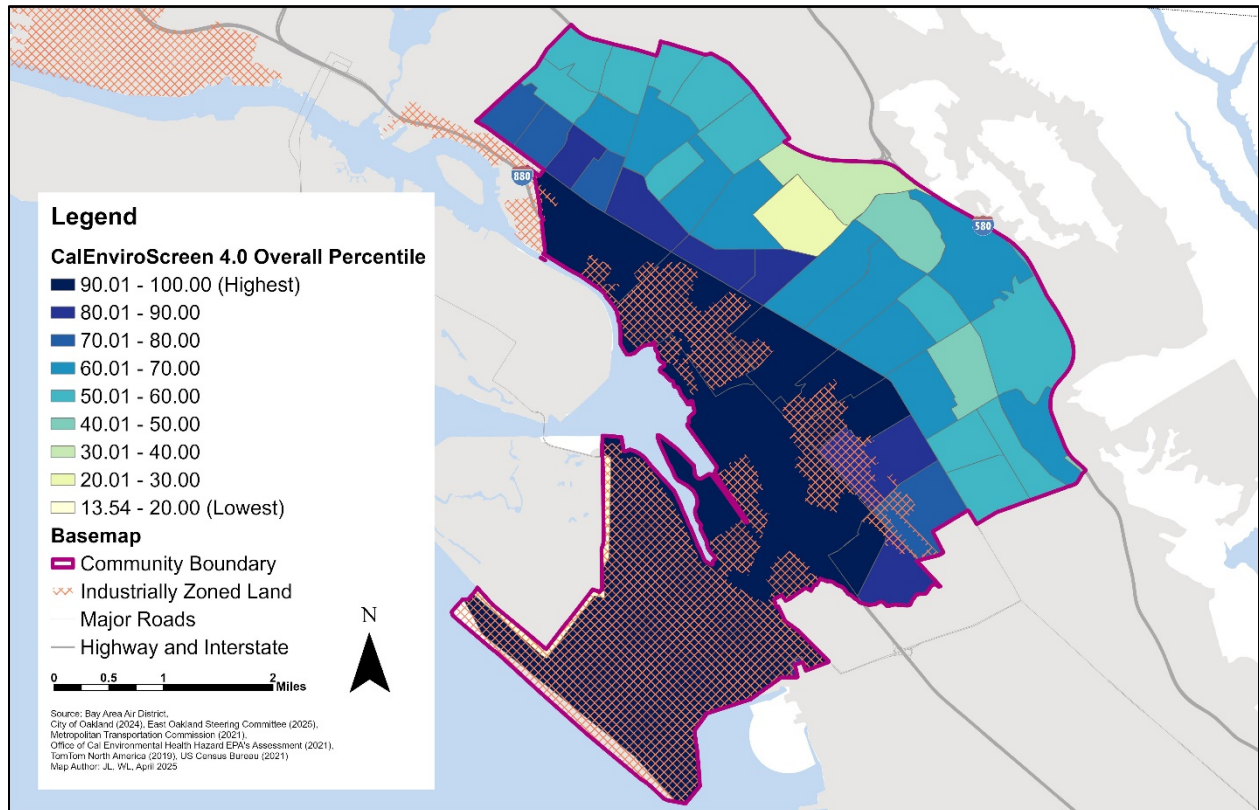 880
580
Legend
CalEnviroScreen 4.0 Overall Percentile
90.01 - 100.00 (Highest)
80.01 - 90.00
70.01 - 80.00
60.01 - 70.00
50.01 - 60.00
40.01 - 50.00
30.01 - 40.00
20.01 - 30.00
13.54 - 20.00 (Lowest)
Basemap
Community Boundary
Industrially Zoned Land
Major Roads
Highway and Interstate
N
0 0.5 1 2
Miles
Source: Bay Area Air District,
City of Oakland (2024), East Oakland Steering Committee (2025),
Metropolitan Transportation Commission (2021),
Office of Cal Environmental Health Hazard EPA's Assessment (2021),
TomTom North America (2019), US Census Bureau (2021)
Map Author: JL, WL, April 2025